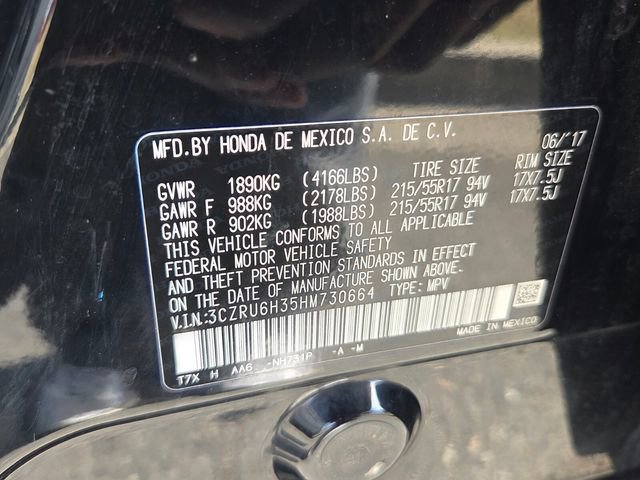 MFD.BY HONDA DE MEXICO S.A. DE C.V. 06/'17
GVWR 1890KG (4166LBS) TIRE SIZE RIM SIZE
GAWR F 988KG (2178LBS) 215/55R17 94V 17X7.5J
GAWR R 902KG (1988LBS) 215/55R17 94V 17X7.5J
THIS VEHICLE CONFORMS TO ALL APPLICABLE
FEDERAL MOTOR VEHICLE SAFETY
AND THEFT PREVENTION STANDARDS IN EFFECT
ON THE DATE OF MANUFACTURE SHOWN ABOVE.
V.I.N:3CZRU6H35HM730664 TYPE: MPV
MADE IN MEXICO
T7X H AA6__-NH731P -A -M